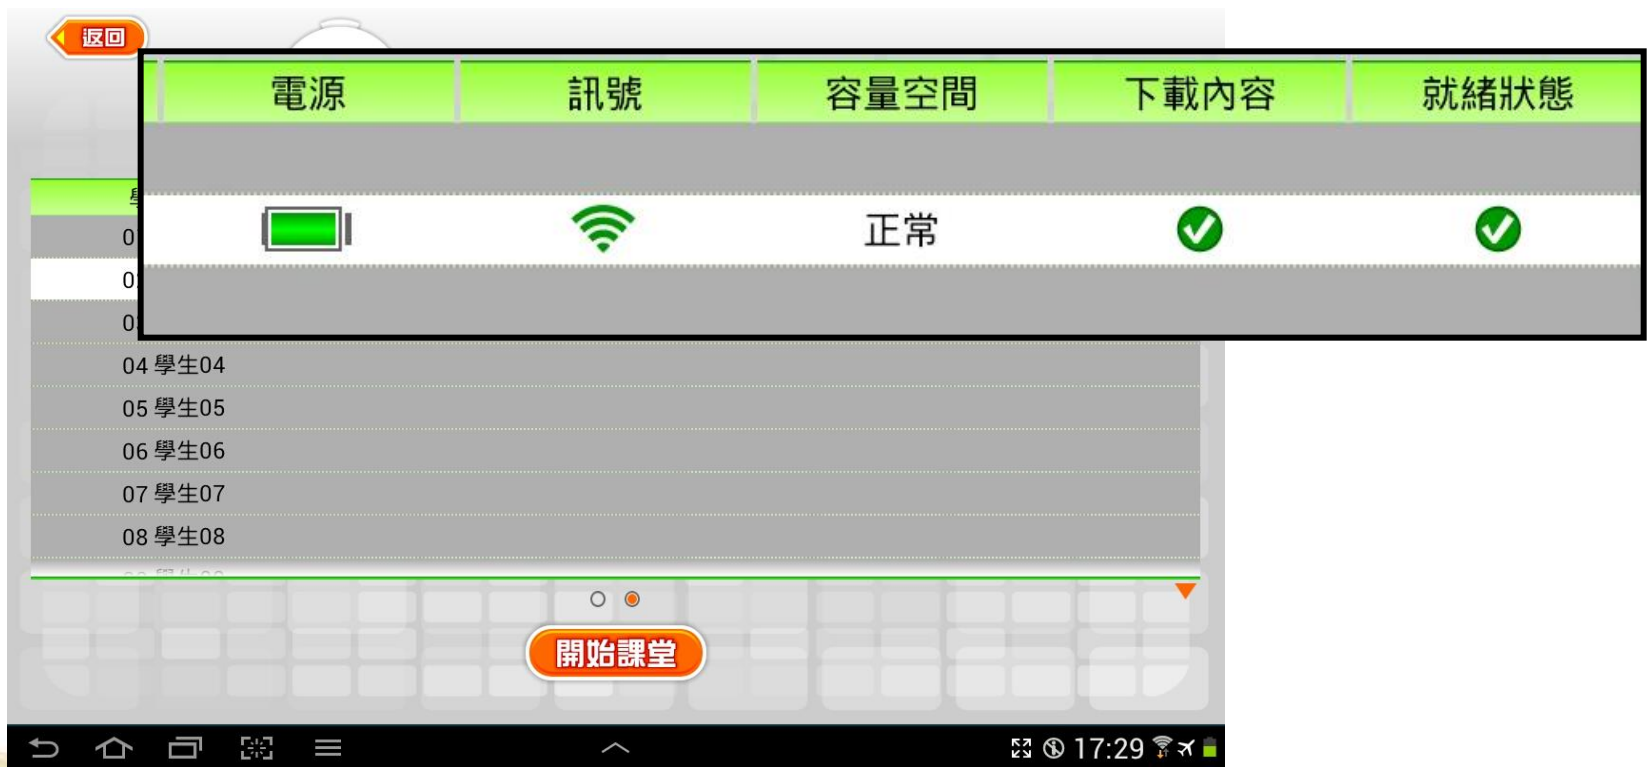 返回
電源 訊號 容量空間 下載內容 就緒狀態
正常
04 學生04
05 學生05
06 學生06
07 學生07
08 學生08
開始課堂
17:29